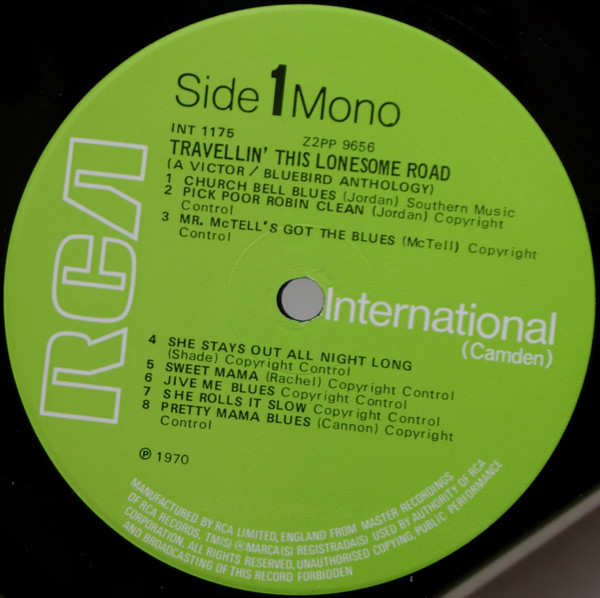 Side 1 Mono
INT 1175
Z2PP 9656
TRAVELLIN' THIS LONESOME ROAD
(A VICTOR / BLUEBIRD ANTHOLOGY)
1 CHURCH BELL BLUES (Jordan) Southern Music
2 PICK POOR ROBIN CLEAN (Jordan) Copyright
Control
3 MR. McTELL'S GOT THE BLUES (McTell) Copyright
Control
RCA
International
(Camden)
4 SHE STAYS OUT ALL NIGHT LONG
(Shade) Copyright Control
5 SWEET MAMA (Rachel) Copyright Control
6 JIVE ME BLUES Copyright Control
7 SHE ROLLS IT SLOW Copyright Control
8 PRETTY MAMA BLUES (Cannon) Copyright
Control
℗ 1970
MANUFACTURED BY RCA LIMITED, ENGLAND FROM MASTER RECORDINGS
OF RCA RECORDS. TM(S) ® MARCA(S) REGISTRADA(S) USED BY AUTHORITY OF RCA
CORPORATION. ALL RIGHTS RESERVED. UNAUTHORISED COPYING, PUBLIC PERFORMANCE
AND BROADCASTING OF THIS RECORD FORBIDDEN